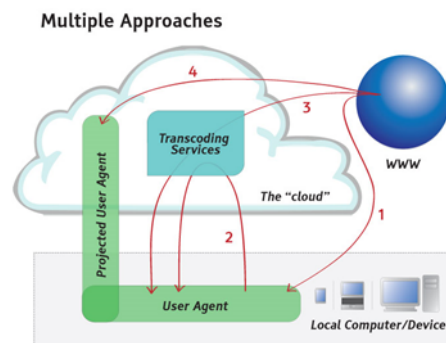 Multiple Approaches
4
3
WWW
Transcoding
Services
The "cloud"
1
2
Projected User Agent
User Agent
Local Computer/Device